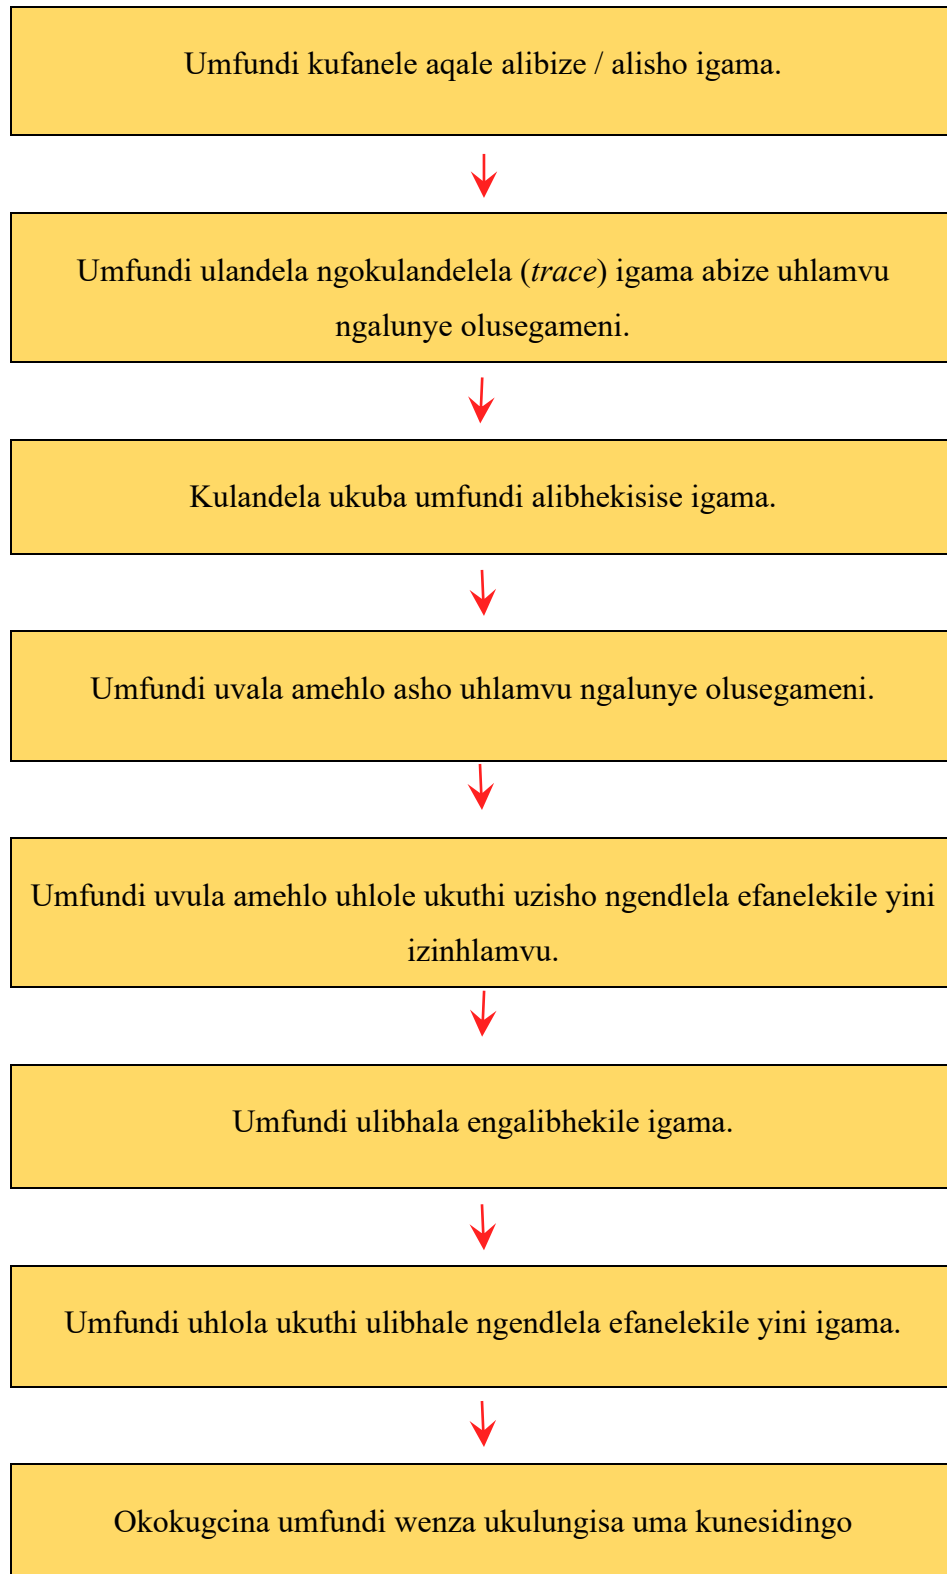 Umfundi kufanele aqale alibize / alisho igama.
Umfundi ulandela ngokulandelela (trace) igama abize uhlamvu
ngalunye olusegameni.
Kulandela ukuba umfundi alibhekisise igama.
Umfundi uvala amehlo asho uhlamvu ngalunye olusegameni.
Umfundi uvula amehlo uhlole ukuthi uzisho ngendlela efanelekile yini
izinhlamvu.
Umfundi ulibhala engalibhekile igama.
Umfundi uhlola ukuthi ulibhale ngendlela efanelekile yini igama.
Okokugcina umfundi wenza ukulungisa uma kunesidingo